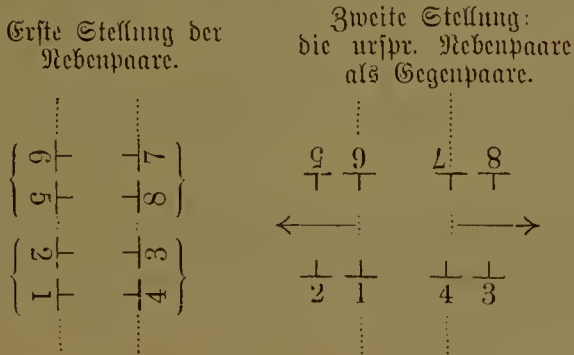 Erſte Stellung der
Nebenpaare.
6 7
5 8
2 3
1 4
Zweite Stellung:
die urſpr. Nebenpaare
als Gegenpaare.
5 6 7 8
2 1 4 3